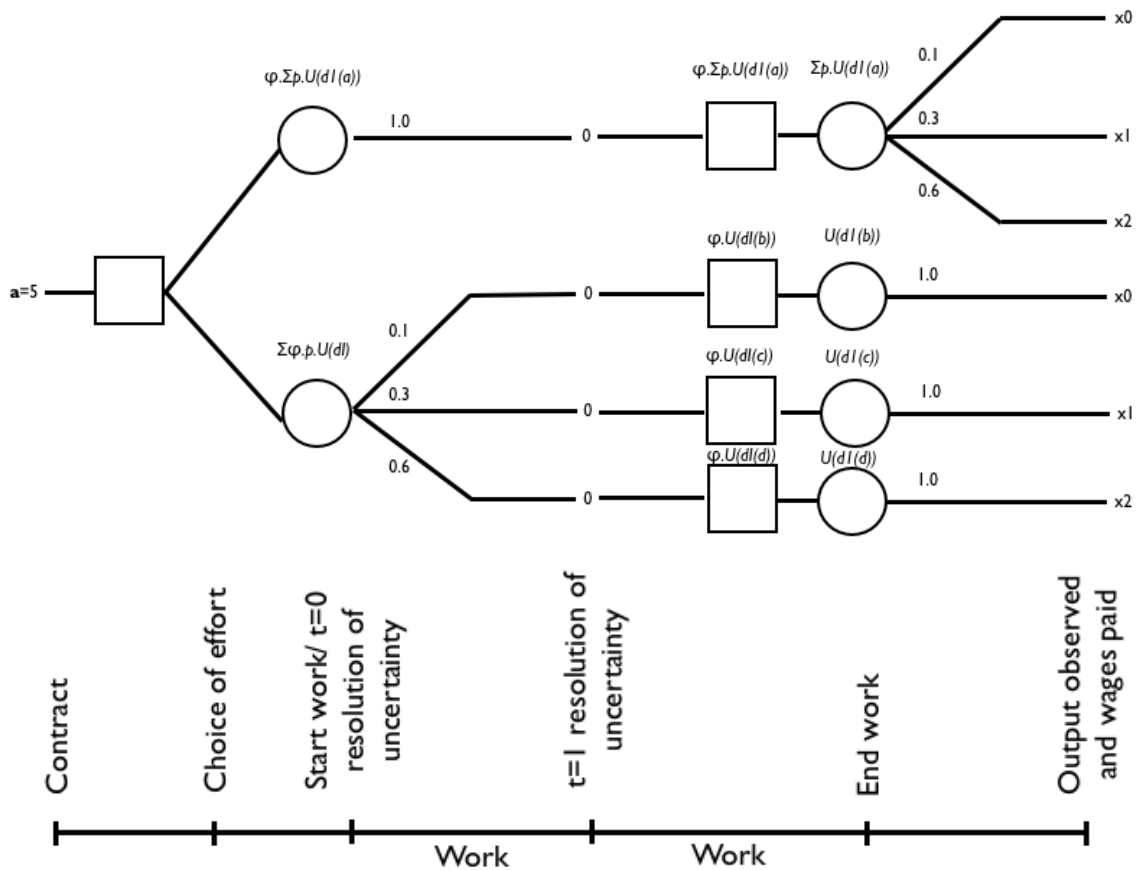 x0
φ.Σp.U(d1(a))
φ.Σp.U(d1(a))
Σp.U(d1(a))
0.1
1.0
0
0.3
x1
0.6
x2
φ.U(dl(b))
U(d1(b))
a=5
1.0
0
x0
Σφ.p.U(dl)
0.1
φ.U(dl(c))
U(d1(c))
0.3
1.0
0
x1
0.6
φ.U(dl(d))
U(d1(d))
1.0
0
x2
Contract
Choice of effort
Start work/ t=0
resolution of
uncertainty
t=1 resolution of
uncertainty
End work
Output observed
and wages paid
Work
Work